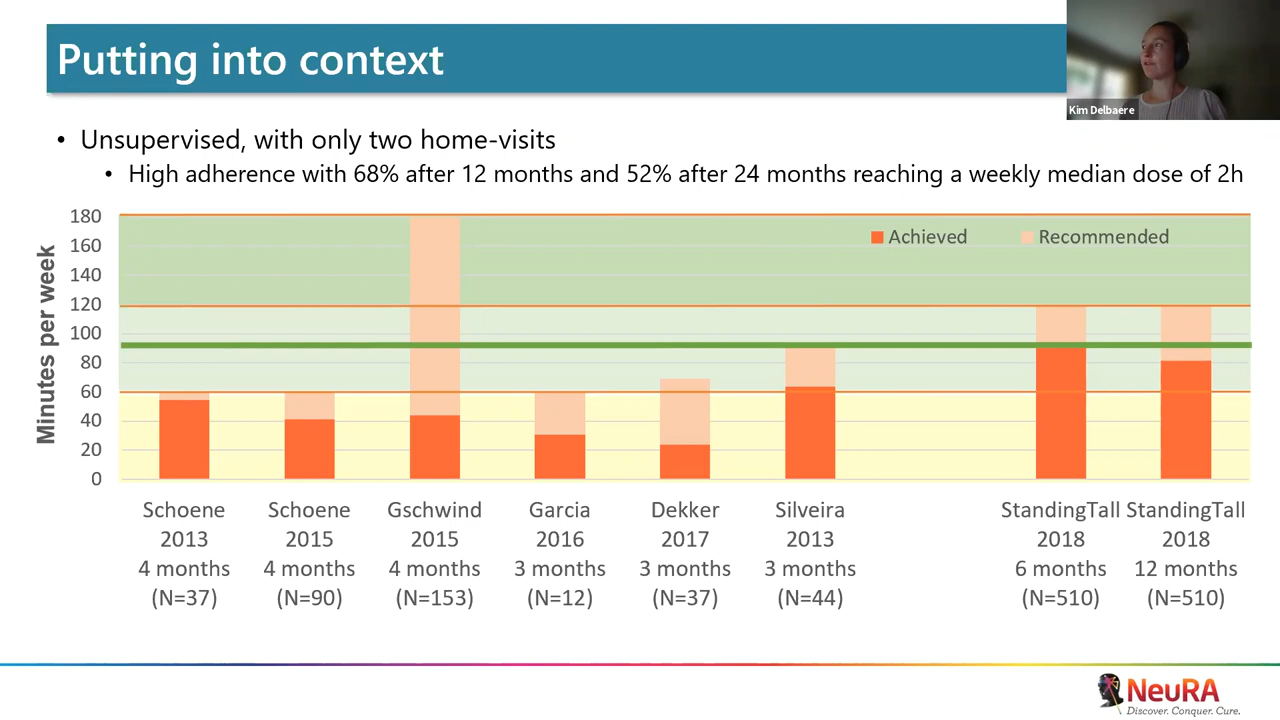 Putting into context
Kim Delbaere
• Unsupervised, with only two home-visits
• High adherence with 68% after 12 months and 52% after 24 months reaching a weekly median dose of 2h
Minutes per week
180
160
140
120
100
80
60
40
20
0
Achieved
Recommended
Schoene
2013
4 months
(N=37)
Schoene
2015
4 months
(N=90)
Gschwind
2015
4 months
(N=153)
Garcia
2016
3 months
(N=12)
Dekker
2017
3 months
(N=37)
Silveira
2013
3 months
(N=44)
StandingTall
2018
6 months
(N=510)
StandingTall
2018
12 months
(N=510)
NeuRA
Discover. Conquer. Cure.